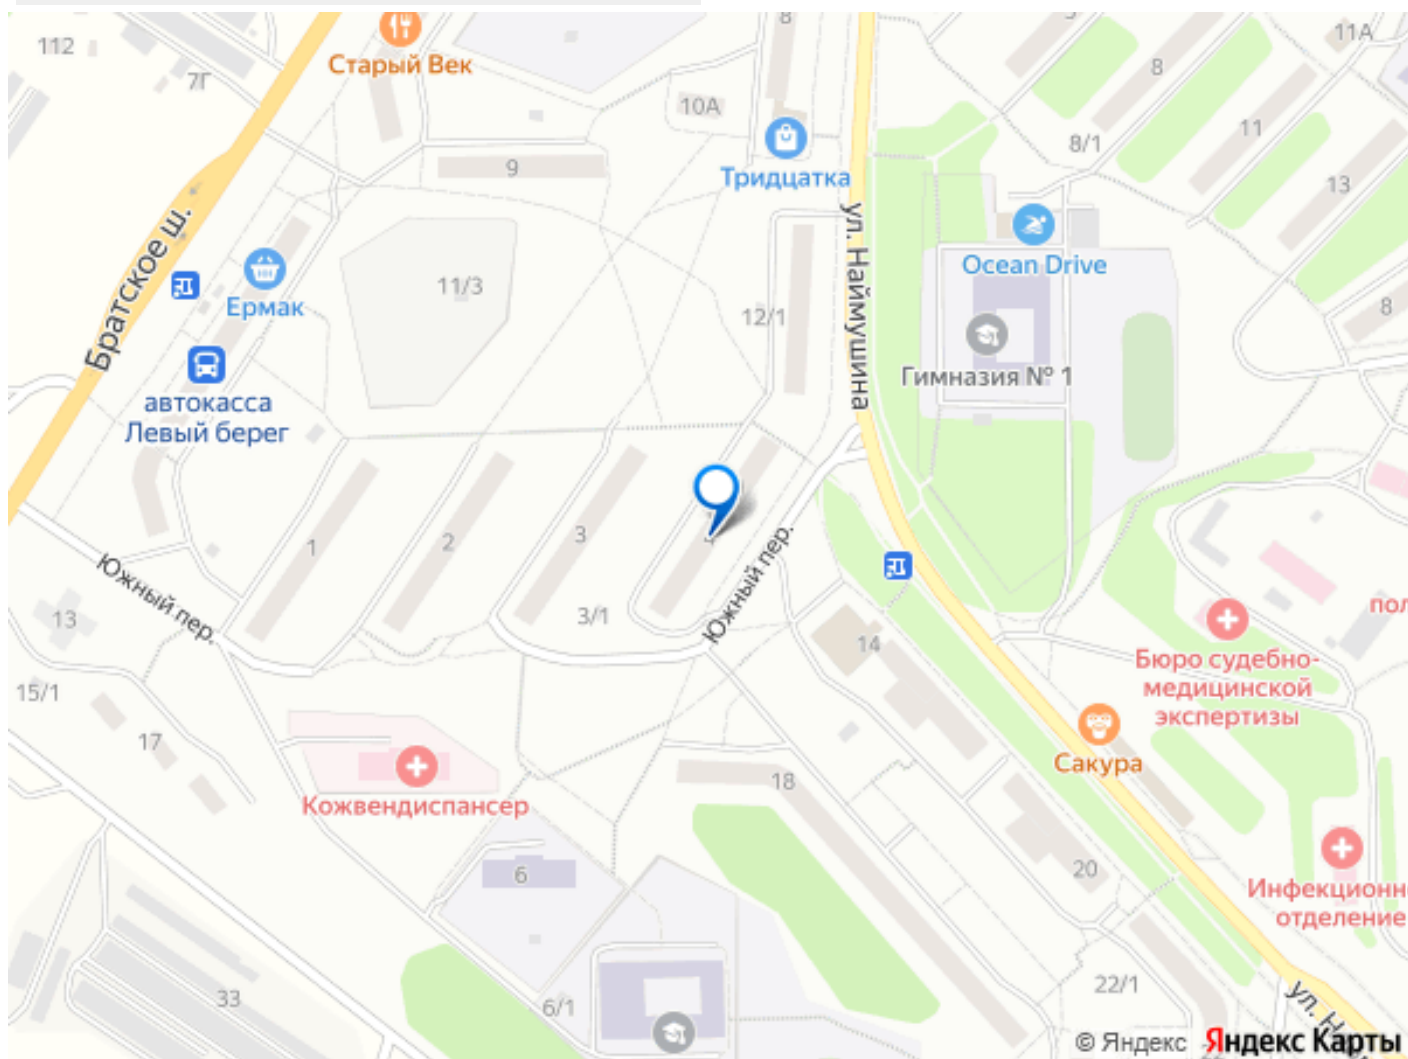 112
7Г
Старый Век
8
10А
Тридцатка
9
8
11А
8/1
11
13
8
Братское ш.
Ермак
11/3
12/1
ул. Наймушина
Ocean Drive
Гимназия № 1
автокасса
Левый берег
1
2
3
3/1
Южный пер.
Южный пер.
13
15/1
17
14
Бюро судебно-
медицинской
экспертизы
пол
Сакура
Кожвендиспансер
18
6
20
Инфекционн
отделение
33
6/1
22/1
ул. На
© Яндекс
Яндекс Карты